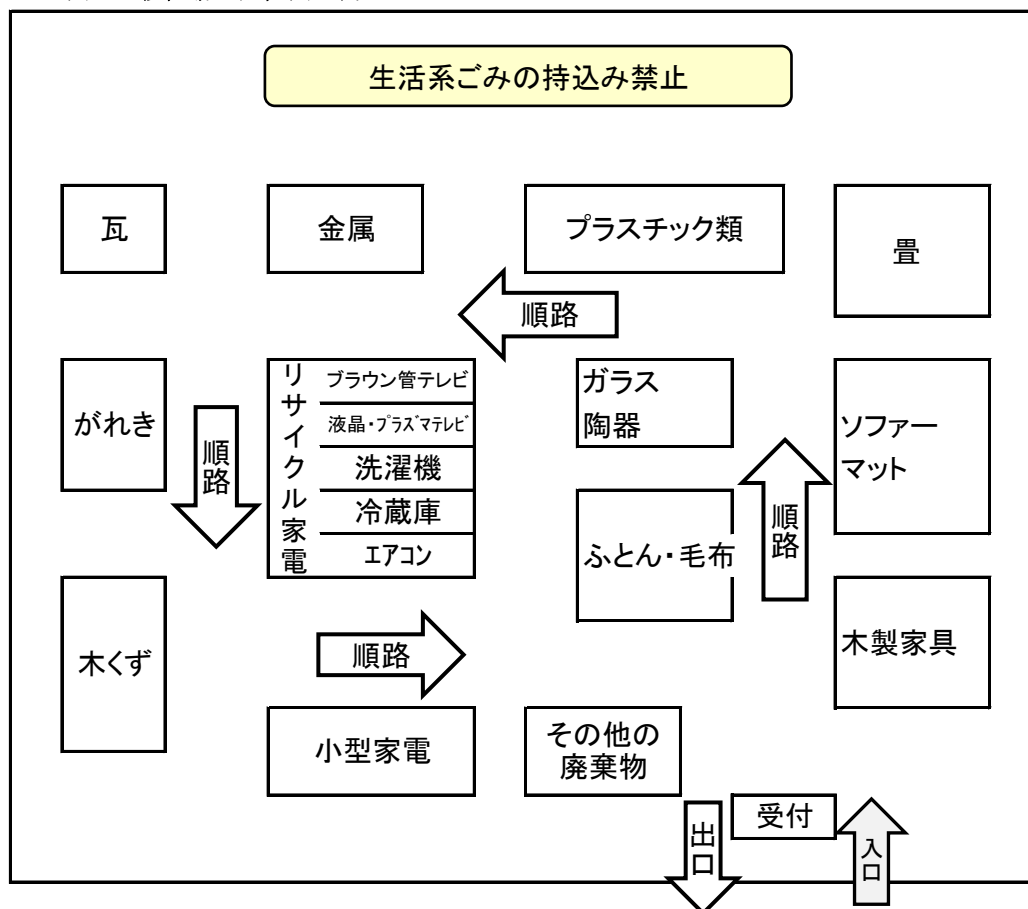 生活系ごみの持込み禁止
瓦
金属
プラスチック類
畳
順路
がれき
順路
リサイクル家電
ブラウン管テレビ
液晶・プラズマテレビ
洗濯機
冷蔵庫
エアコン
ガラス
陶器
ソファー
マット
ふとん・毛布
順路
木製家具
木くず
順路
小型家電
その他の
廃棄物
受付
出口
入口